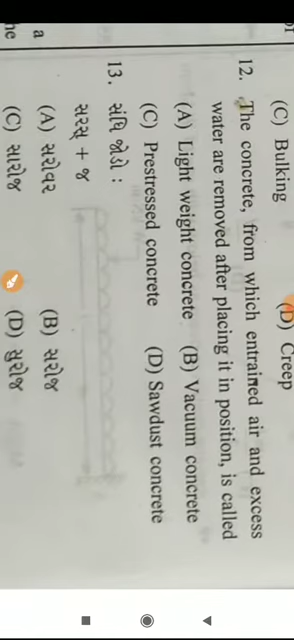 (C) Bulking (D) Creep
12. The concrete, from which entrained air and excess
water are removed after placing it in position, is called
(A) Light weight concrete (B) Vacuum concrete
(C) Prestressed concrete (D) Sawdust concrete
13. સંધિ જોડો :
સરસ્ + જ
(A) સરોવર (B) સરોજ
(C) સારોજ (D) સુરોજ
a